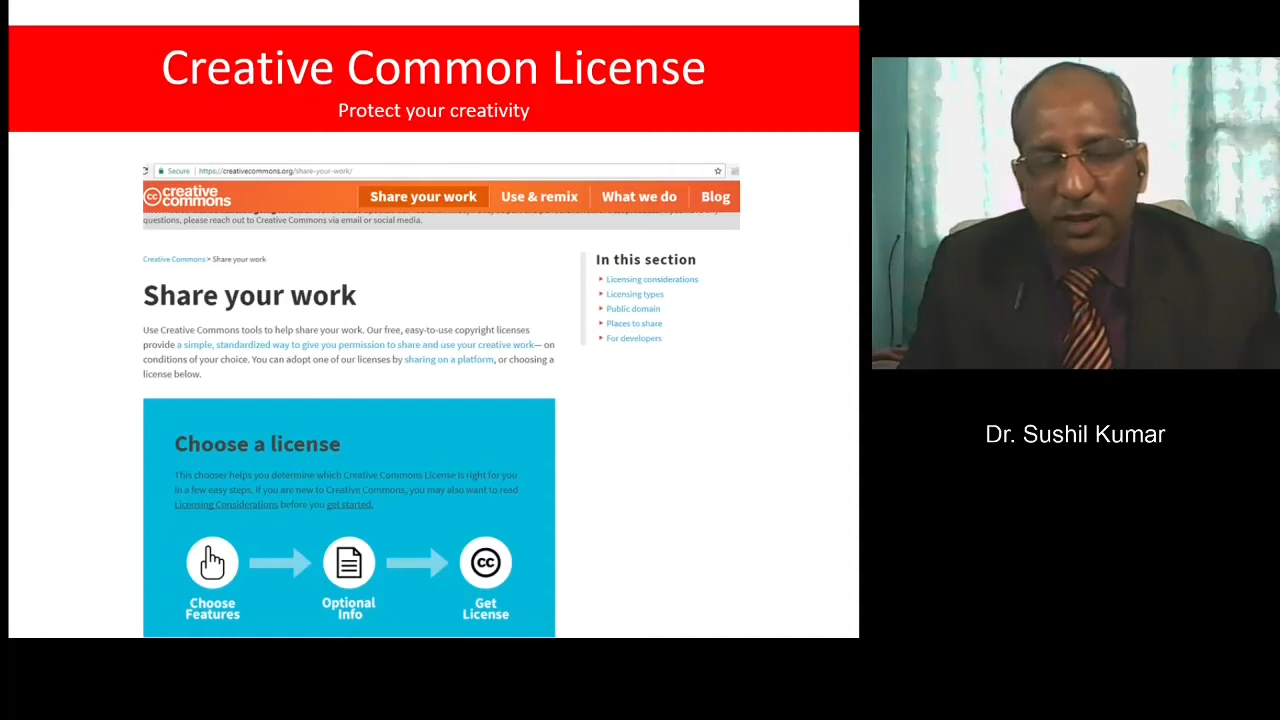 Creative Common License
Protect your creativity
Secure https://creativecommons.org/share-your-work/
creative commons
Share your work
Use & remix
What we do
Blog
questions, please reach out to Creative Commons via email or social media.
Creative Commons > Share your work
Share your work
Use Creative Commons tools to help share your work. Our free, easy-to-use copyright licenses
provide a simple, standardized way to give you permission to share and use your creative work— on
conditions of your choice. You can adopt one of our licenses by sharing on a platform, or choosing a
license below.
In this section
Licensing considerations
Licensing types
Public domain
Places to share
For developers
Choose a license
This chooser helps you determine which Creative Commons License is right for you
in a few easy steps. If you are new to Creative Commons, you may also want to read
Licensing Considerations before you get started.
Choose
Features
Optional
Info
cc
Get
License
Dr. Sushil Kumar